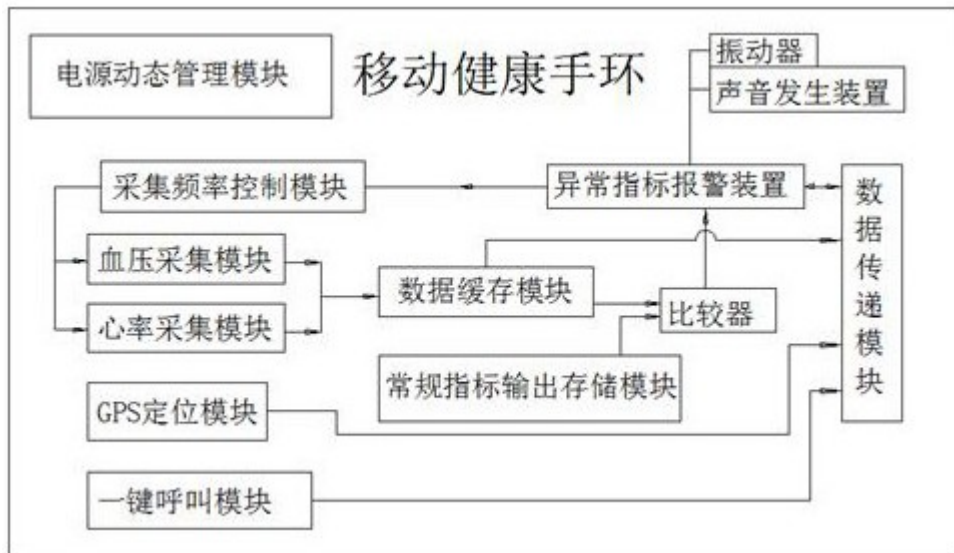 电源动态管理模块
移动健康手环
振动器
声音发生装置
采集频率控制模块
异常指标报警装置
数据传递模块
血压采集模块
数据缓存模块
比较器
心率采集模块
常规指标输出存储模块
GPS定位模块
一键呼叫模块